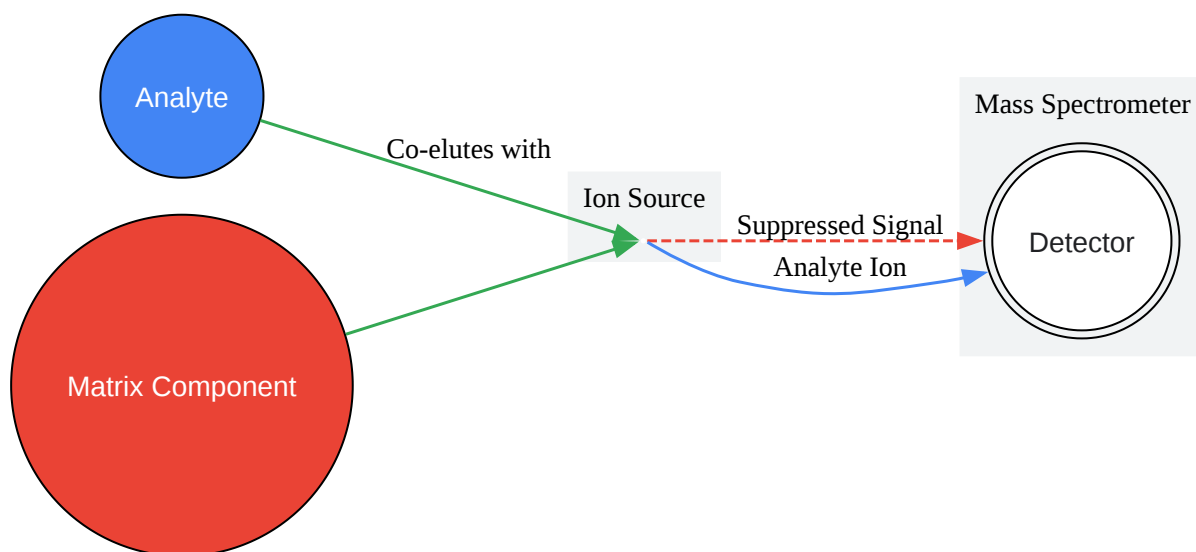 Analyte
Mass Spectrometer
Co-elutes with
Ion Source
Suppressed Signal
Detector
Analyte Ion
Matrix Component